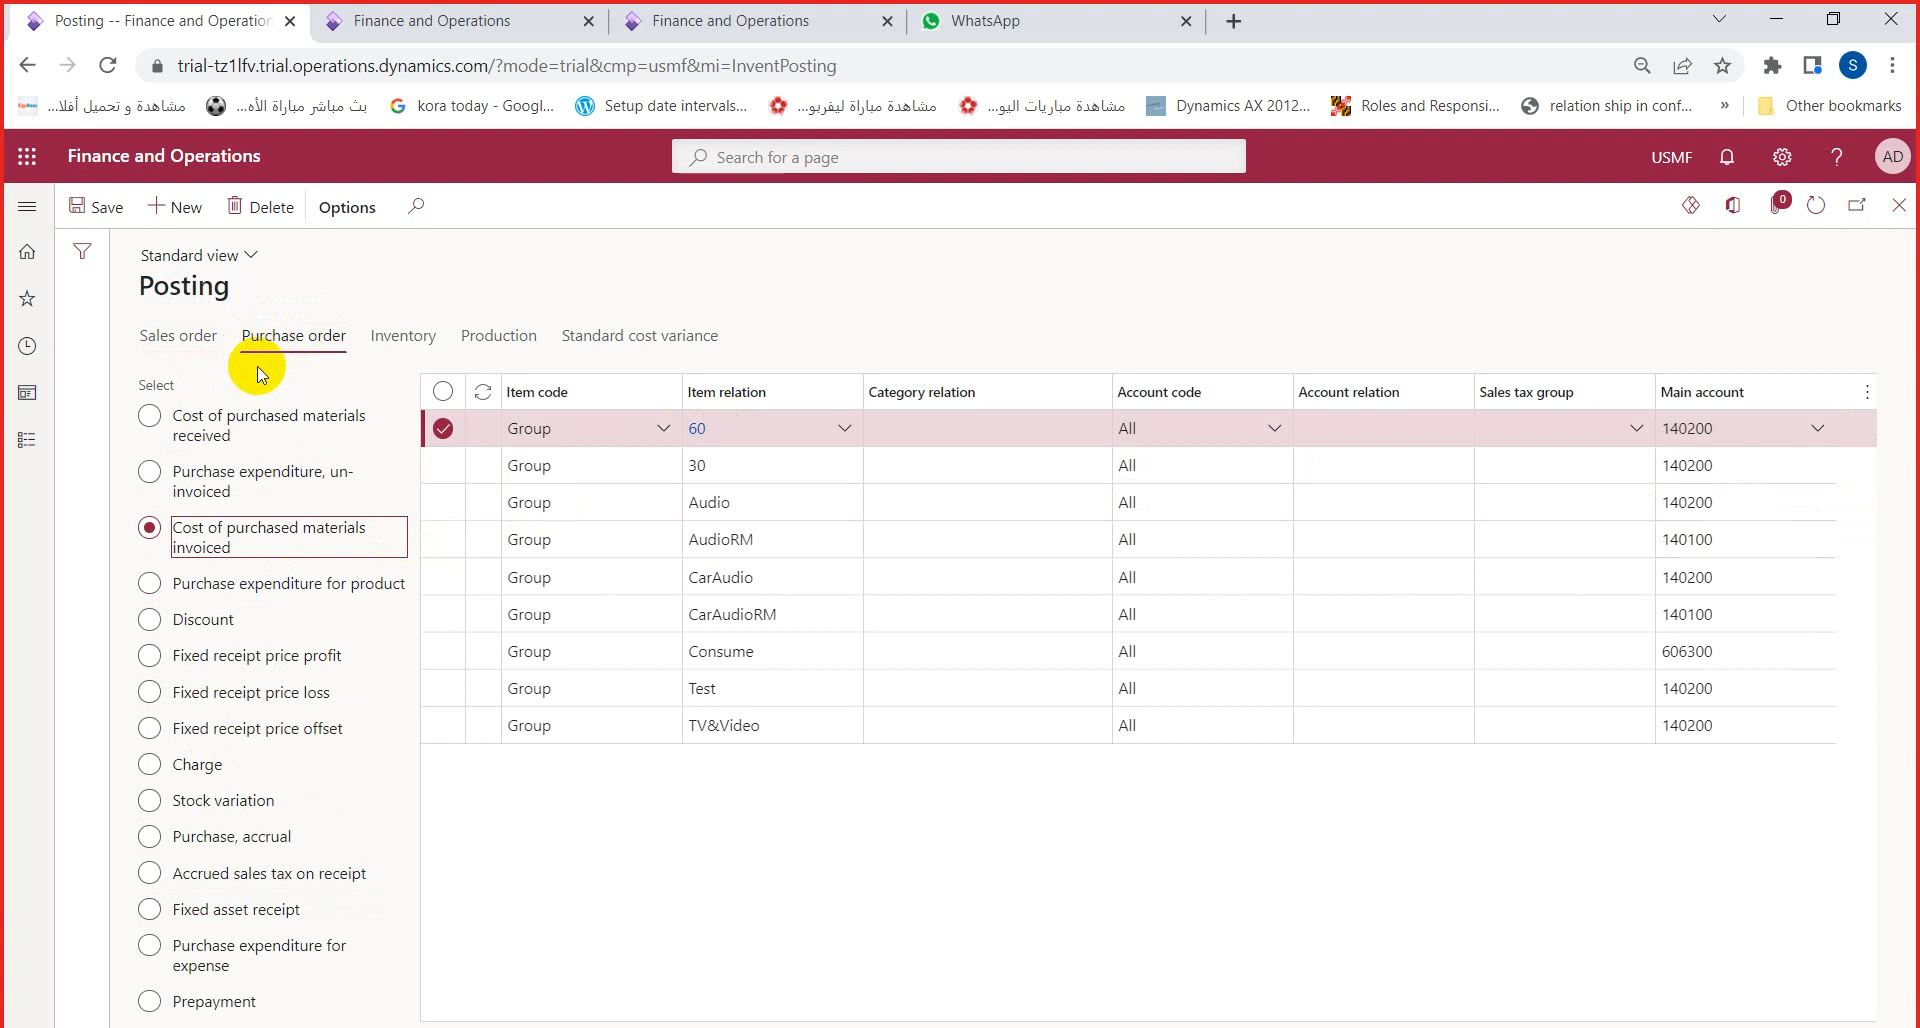 Posting -- Finance and Operation
Finance and Operations
Finance and Operations
WhatsApp
trial-tz1lfv.trial.operations.dynamics.com/?mode=trial&cmp=usmf&mi=InventPosting
S
مشاهدة و تحميل أفلا...
بث مباشر مباراة الأه...
kora today - Googl...
Setup date intervals...
مشاهدة مباراة ليفربو...
مشاهدة مباريات اليو...
Dynamics AX 2012...
Roles and Responsi...
relation ship in conf...
»
Other bookmarks
Finance and Operations
Search for a page
USMF
?
AD
Save
New
Delete
Options
0
Standard view
Posting
Sales order
Purchase order
Inventory
Production
Standard cost variance
Select
Cost of purchased materials
received
Purchase expenditure, un-
invoiced
Cost of purchased materials
invoiced
Purchase expenditure for product
Discount
Fixed receipt price profit
Fixed receipt price loss
Fixed receipt price offset
Charge
Stock variation
Purchase, accrual
Accrued sales tax on receipt
Fixed asset receipt
Purchase expenditure for
expense
Prepayment
Item code Item relation Category relation Account code Account relation Sales tax group Main account
Group 60 All 140200
Group 30 All 140200
Group Audio All 140200
Group AudioRM All 140100
Group CarAudio All 140200
Group CarAudioRM All 140100
Group Consume All 606300
Group Test All 140200
Group TV&Video All 140200